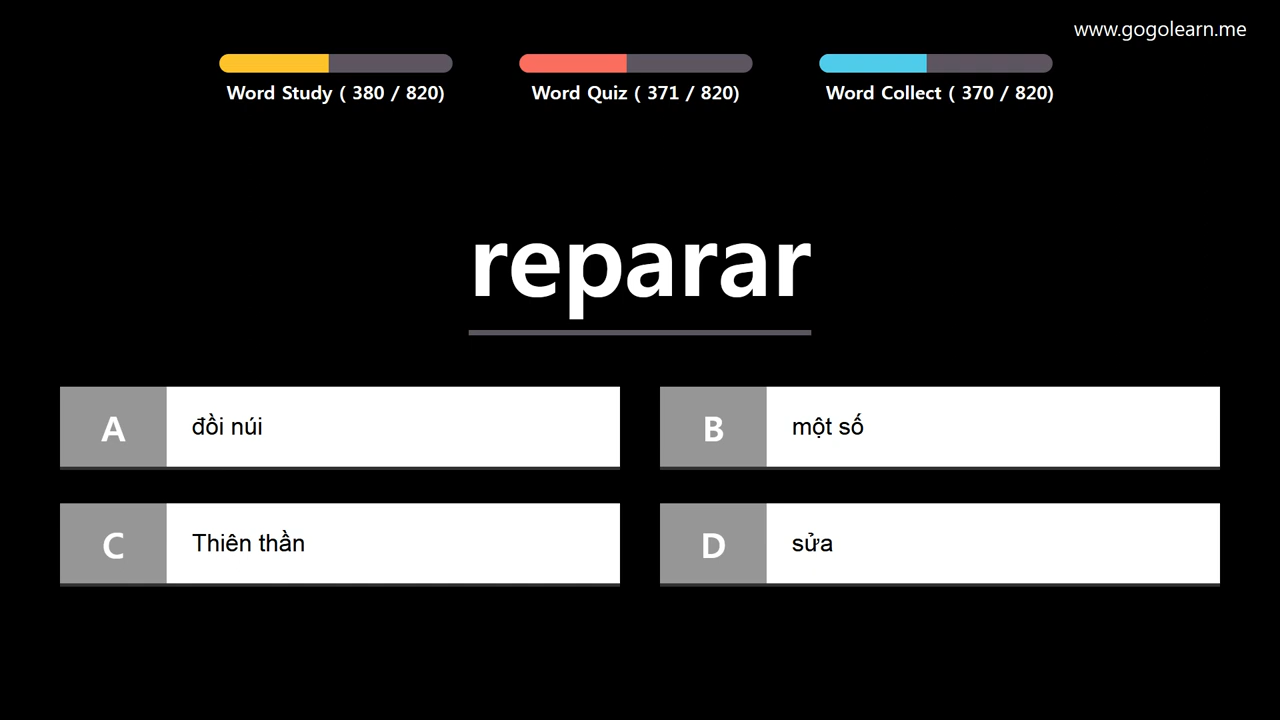 www.gogolearn.me
Word Study ( 380 / 820)
Word Quiz ( 371 / 820)
Word Collect ( 370 / 820)
reparar
A đồi núi
B một số
C Thiên thần
D sửa